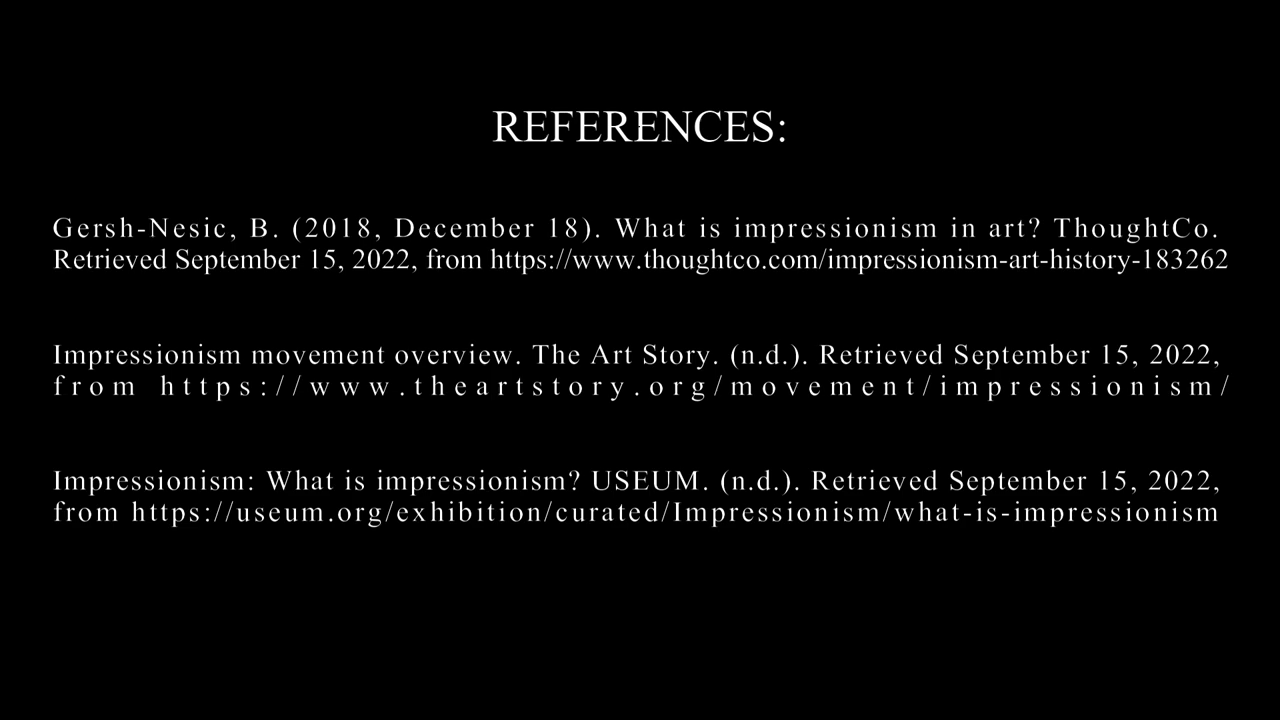 REFERENCES:
Gersh-Nesic, B. (2018, December 18). What is impressionism in art? ThoughtCo.
Retrieved September 15, 2022, from https://www.thoughtco.com/impressionism-art-history-183262
Impressionism movement overview. The Art Story. (n.d.). Retrieved September 15, 2022,
from https://www.theartstory.org/movement/impressionism/
Impressionism: What is impressionism? USEUM. (n.d.). Retrieved September 15, 2022,
from https://useum.org/exhibition/curated/Impressionism/what-is-impressionism